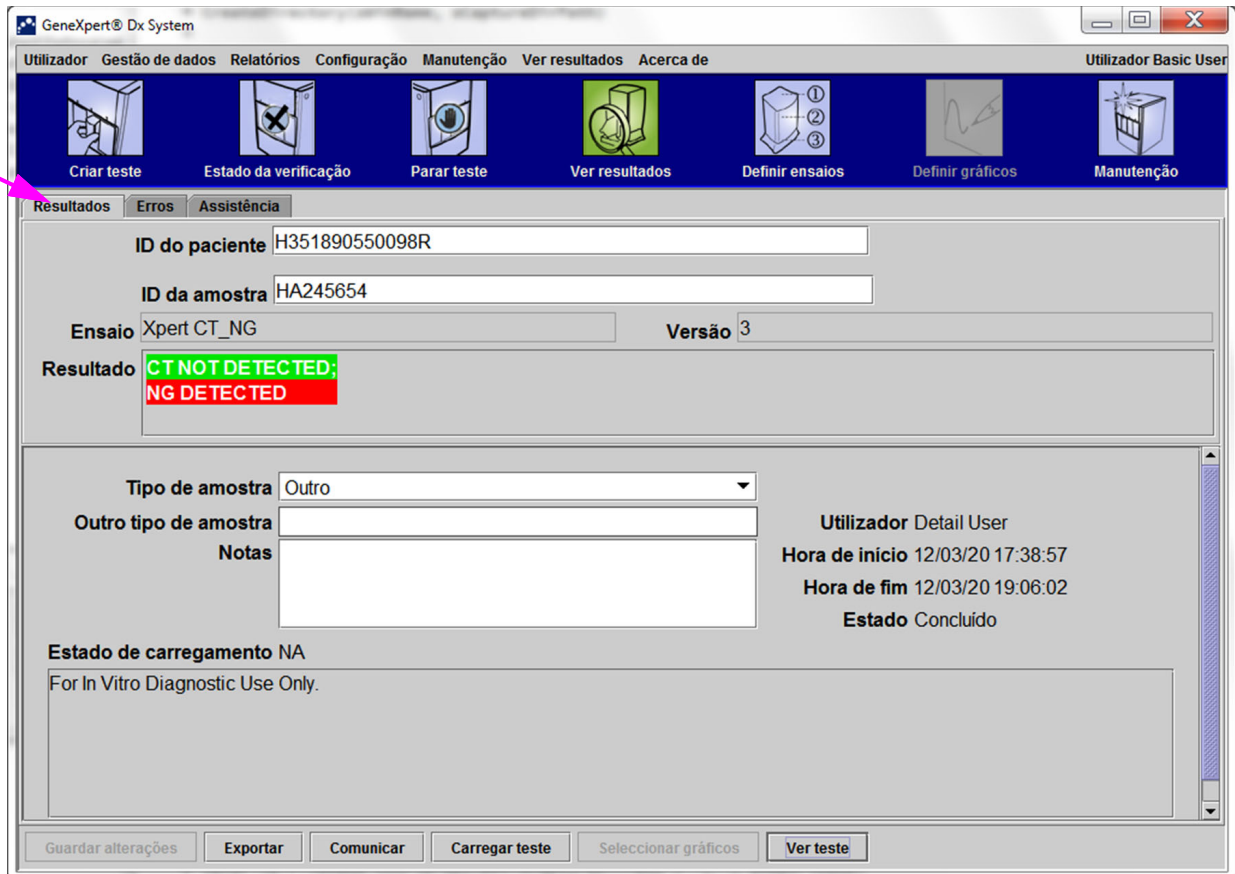 GeneXpert® Dx System
Utilizador Gestão de dados Relatórios Configuração Manutenção Ver resultados Acerca de Utilizador Basic User
①
②
③
Criar teste Estado da verificação Parar teste Ver resultados Definir ensaios Definir gráficos Manutenção
Resultados Erros Assistência
ID do paciente H351890550098R
ID da amostra HA245654
Ensaio Xpert CT_NG Versão 3
Resultado CT NOT DETECTED;
NG DETECTED
Tipo de amostra Outro
Outro tipo de amostra Utilizador Detail User
Notas Hora de início 12/03/20 17:38:57
Hora de fim 12/03/20 19:06:02
Estado Concluído
Estado de carregamento NA
For In Vitro Diagnostic Use Only.
Guardar alterações Exportar Comunicar Carregar teste Seleccionar gráficos Ver teste